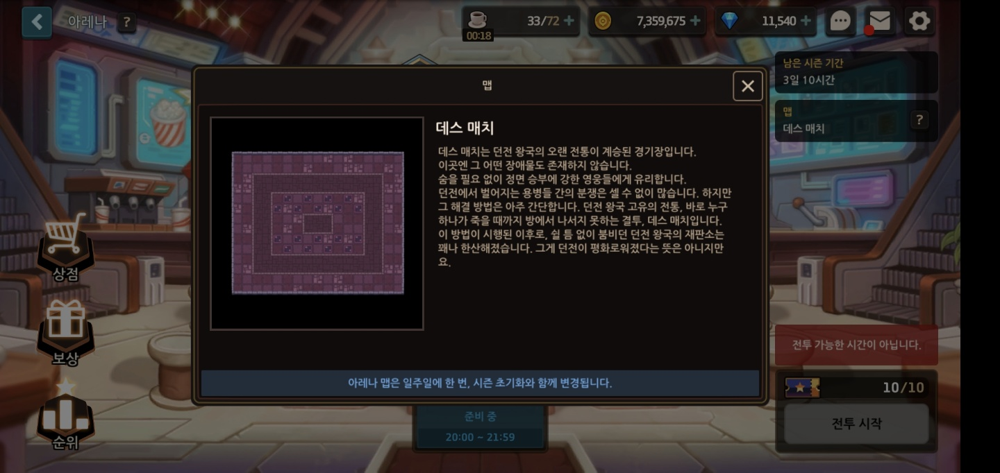 아레나
?
00:18
33/72
7,359,675
11,540
맵
남은 시즌 기간
3일 10시간
맵
데스 매치
?
데스 매치
데스 매치는 던전 왕국의 오랜 전통이 계승된 경기장입니다.
이곳엔 그 어떤 장애물도 존재하지 않습니다.
숨을 필요 없이 정면 승부에 강한 영웅들에게 유리합니다.
던전에서 벌어지는 용병들 간의 분쟁은 셀 수 없이 많습니다. 하지만
그 해결 방법은 아주 간단합니다. 던전 왕국 고유의 전통, 바로 누구
하나가 죽을 때까지 방에서 나서지 못하는 결투, 데스 매치입니다.
이 방법이 시행된 이후로, 쉴 틈 없이 붐비던 던전 왕국의 재판소는
꽤나 한산해졌습니다. 그게 던전이 평화로워졌다는 뜻은 아니지만
요.
상점
보상
순위
아레나 맵은 일주일에 한 번, 시즌 초기화와 함께 변경됩니다.
준비 중
20:00 ~ 21:59
전투 가능한 시간이 아닙니다.
10/10
전투 시작